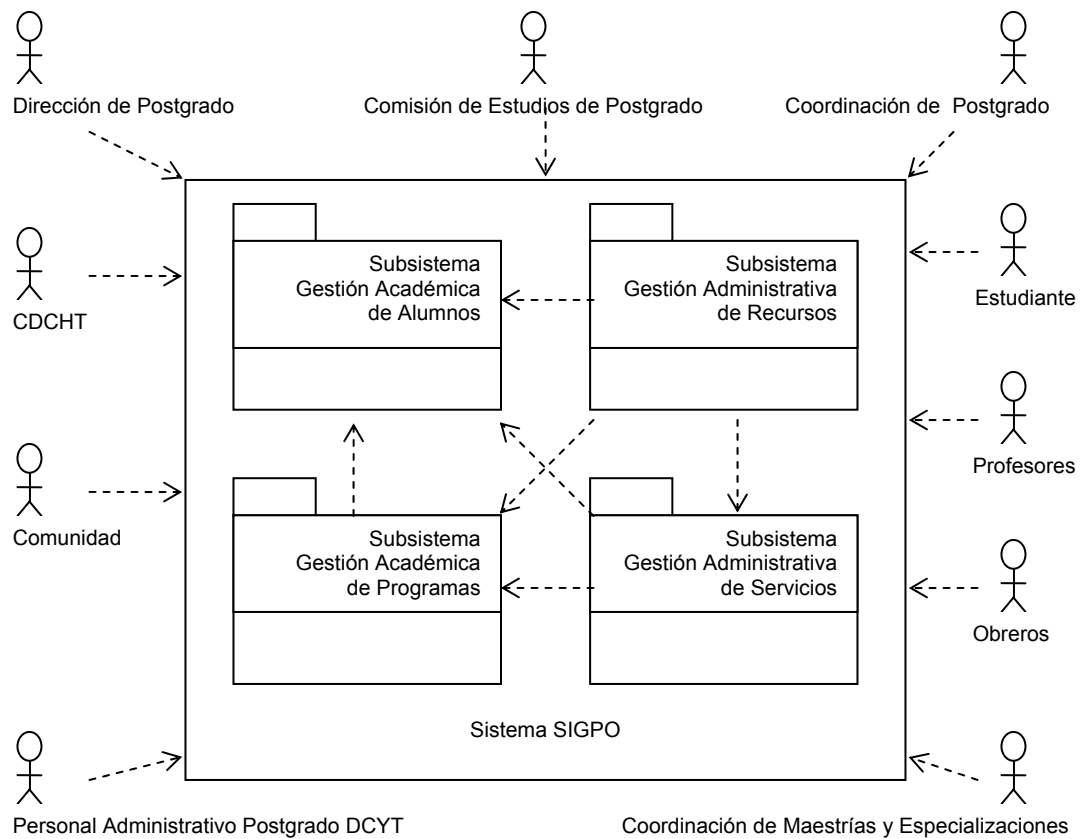 Dirección de Postgrado
Comisión de Estudios de Postgrado
Coordinación de Postgrado
Subsistema
Gestión Académica
de Alumnos
Subsistema
Gestión Administrativa
de Recursos
CDCHT
Estudiante
Comunidad
Profesores
Subsistema
Gestión Académica
de Programas
Subsistema
Gestión Administrativa
de Servicios
Obreros
Sistema SIGPO
Personal Administrativo Postgrado DCYT
Coordinación de Maestrías y Especializaciones